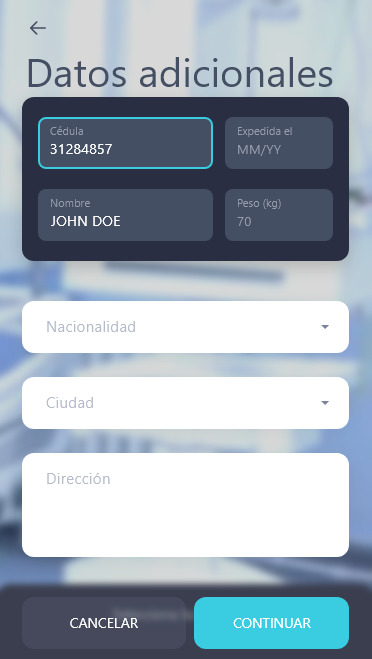 Datos adicionales
Cédula
31284857
Expedida el
MM/YY
Nombre
JOHN DOE
Peso (kg)
70
Nacionalidad
Ciudad
Dirección
CANCELAR
CONTINUAR